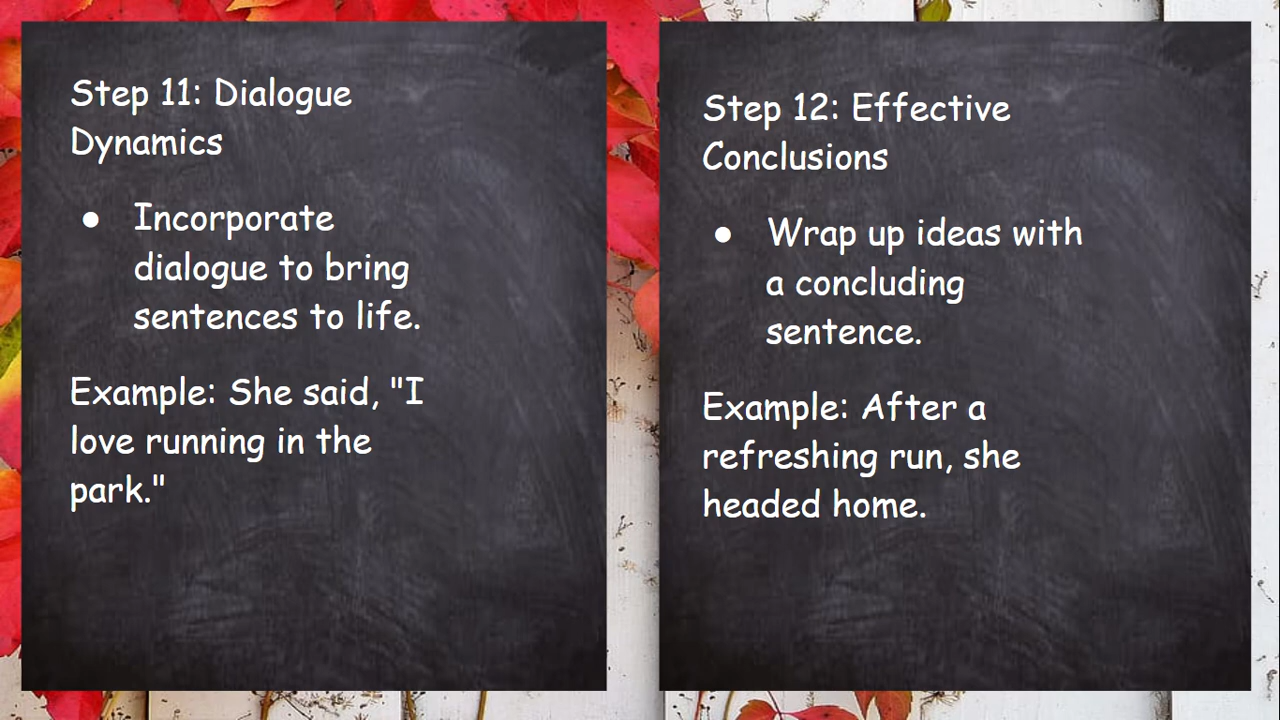 Step 11: Dialogue
Dynamics
● Incorporate
dialogue to bring
sentences to life.
Example: She said, "I
love running in the
park."
Step 12: Effective
Conclusions
● Wrap up ideas with
a concluding
sentence.
Example: After a
refreshing run, she
headed home.